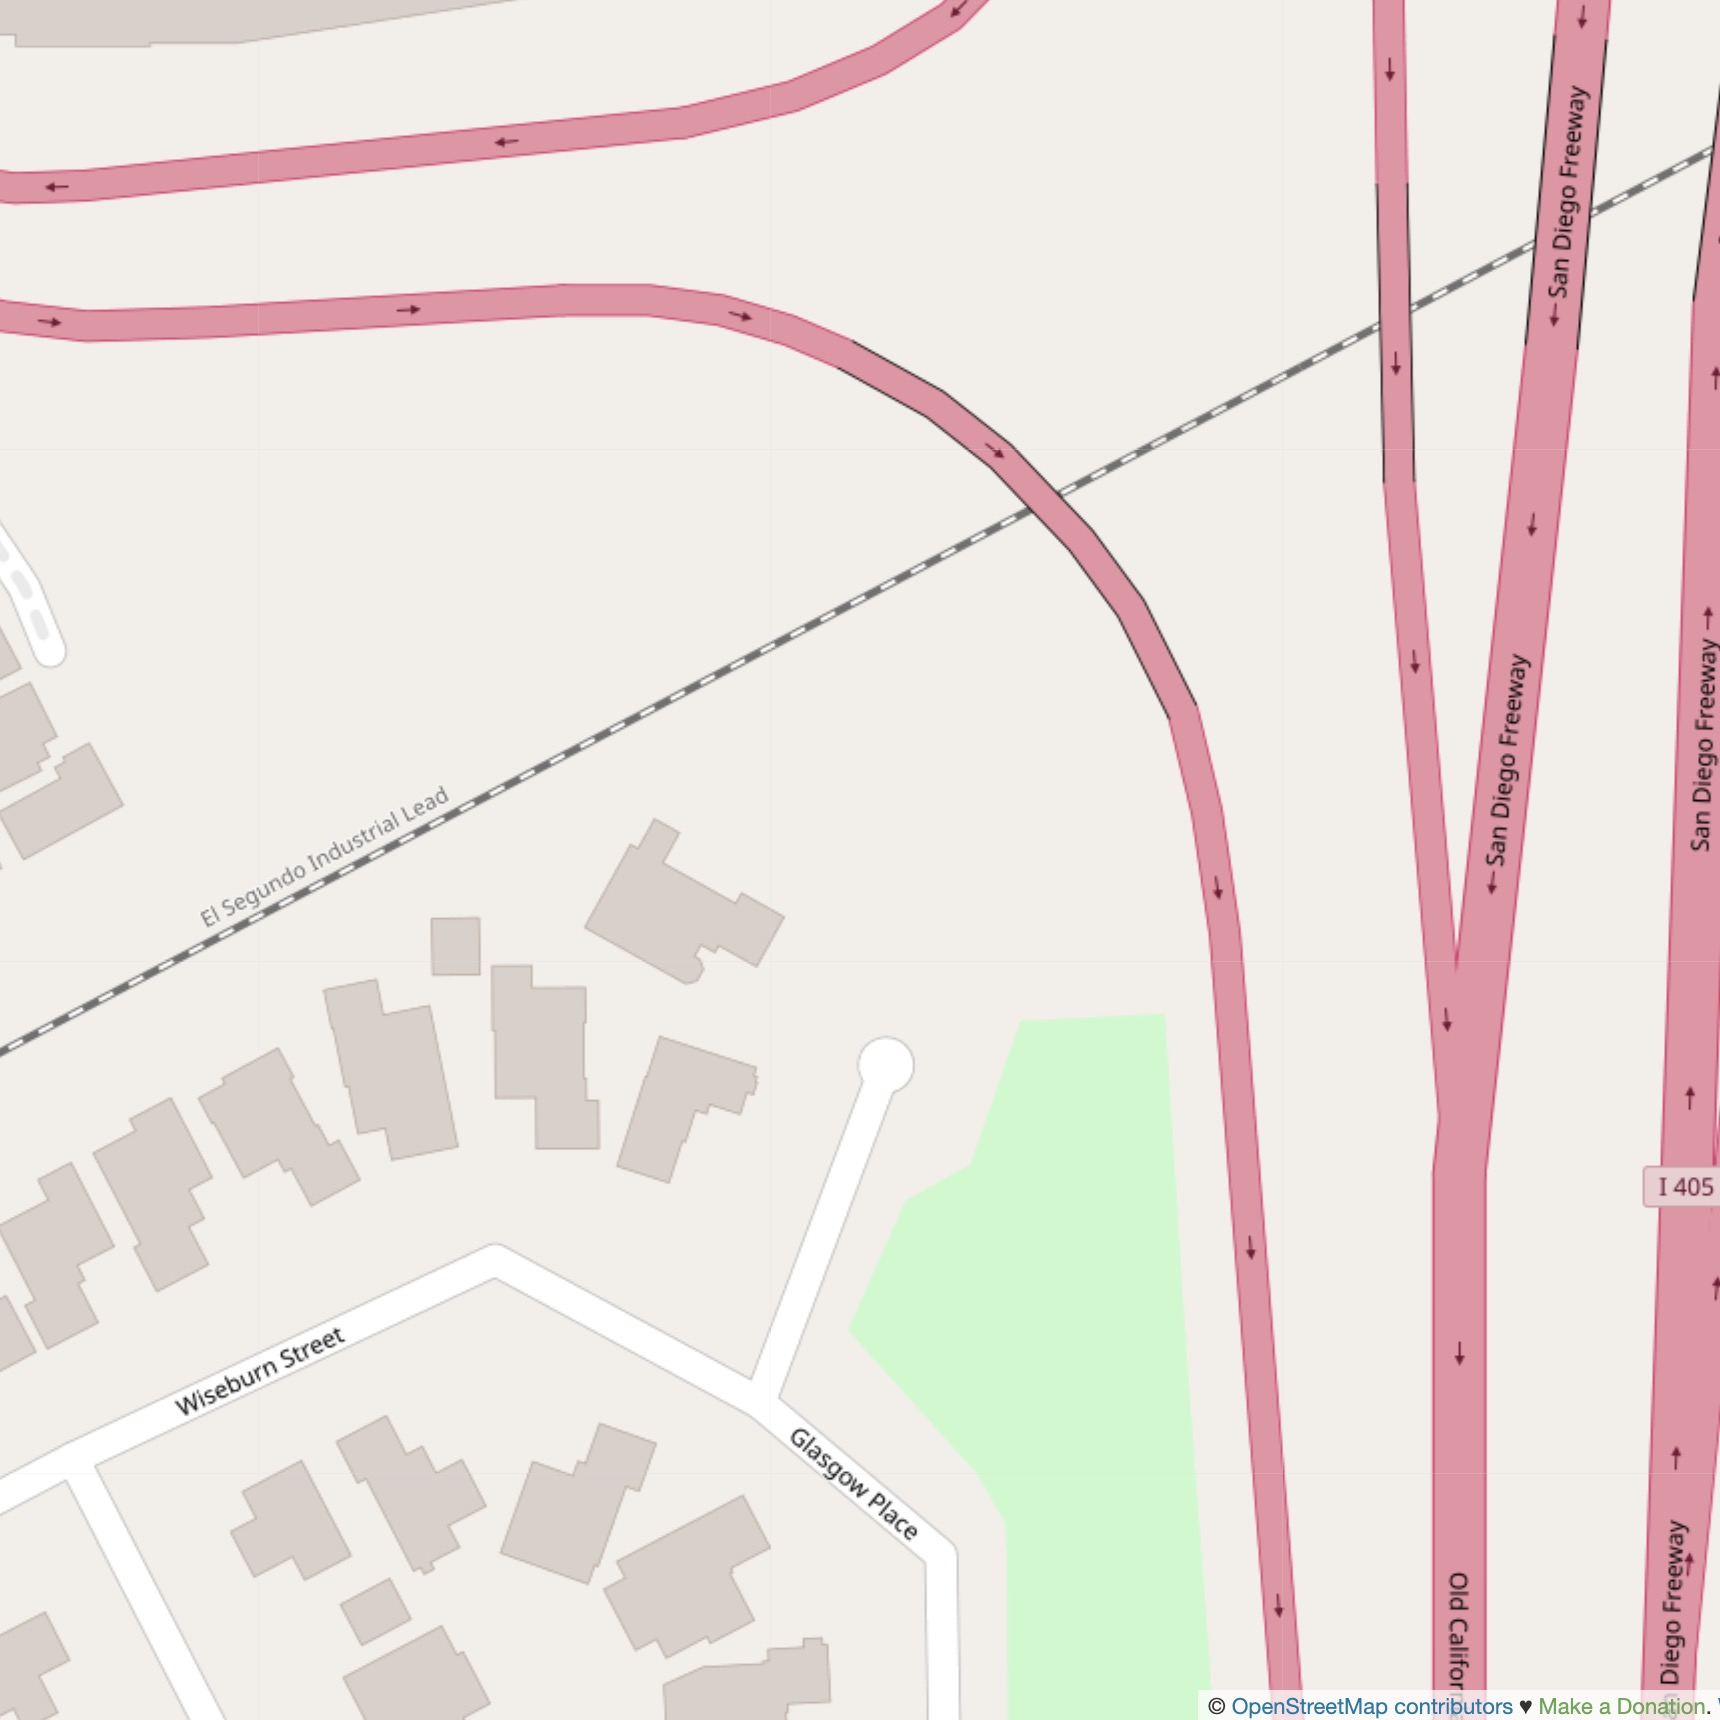 San Diego Freeway
San Diego Freeway
San Diego Freeway
El Segundo Industrial Lead
I 405
Wiseburn Street
Glasgow Place
Old Californ
Diego Freeway
© OpenStreetMap contributors ♥ Make a Donation.